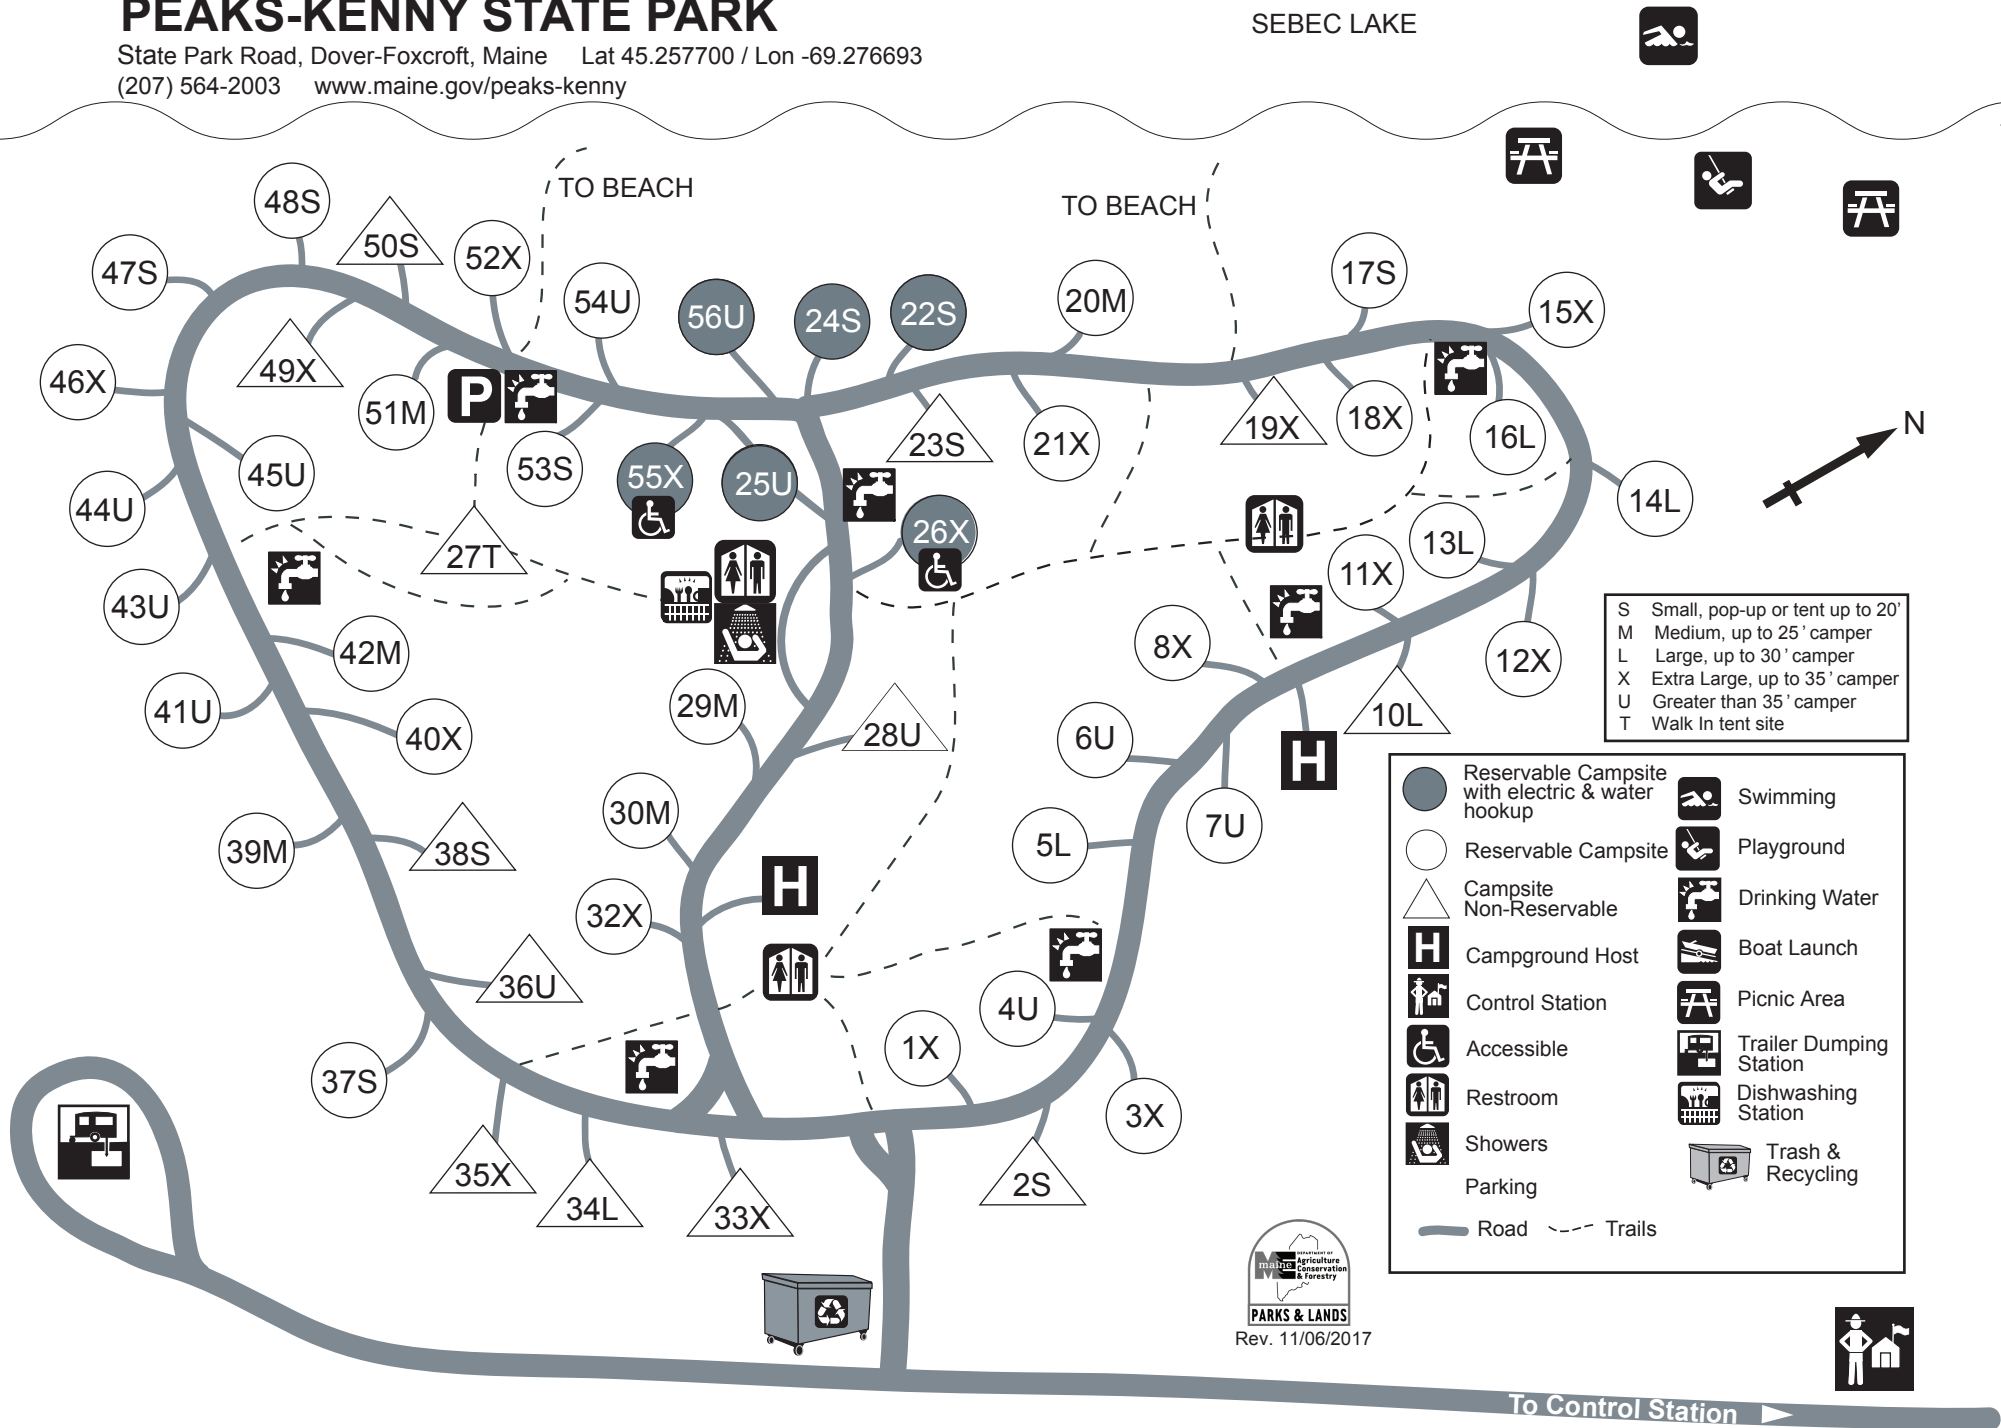 PEAKS-KENNY STATE PARK
State Park Road, Dover-Foxcroft, Maine Lat 45.257700 / Lon -69.276693
(207) 564-2003 www.maine.gov/peaks-kenny
SEBEC LAKE
TO BEACH
TO BEACH
48S
50S
52X
47S
54U
56U
24S
22S
20M
17S
15X
46X
49X
51M
P
53S
55X
25U
23S
21X
19X
18X
16L
N
45U
44U
27T
26X
14L
13L
11X
43U
42M
8X
12X
41U
40X
29M
28U
6U
10L
H
39M
38S
30M
5L
7U
32X
H
36U
4U
1X
37S
3X
35X
34L
33X
2S
S Small, pop-up or tent up to 20'
M Medium, up to 25' camper
L Large, up to 30' camper
X Extra Large, up to 35' camper
U Greater than 35' camper
T Walk In tent site
Reservable Campsite
with electric & water
hookup
Reservable Campsite
Campsite
Non-Reservable
H Campground Host
Control Station
Accessible
Restroom
Showers
Parking
Road
Trails
Swimming
Playground
Drinking Water
Boat Launch
Picnic Area
Trailer Dumping
Station
Dishwashing
Station
Trash &
Recycling
maine
DEPARTMENT OF
Agriculture
Conservation
& Forestry
PARKS & LANDS
Rev. 11/06/2017
To Control Station